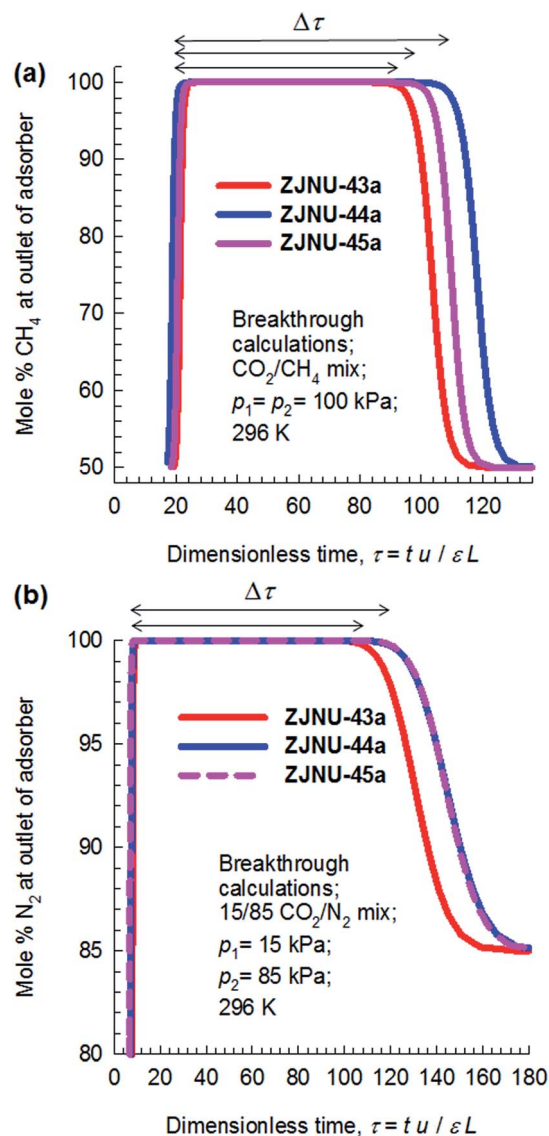 Δτ
(a)
100
90
80
70
60
50
Mole % CH₄ at outlet of adsorber
ZJNU-43a
ZJNU-44a
ZJNU-45a
Breakthrough
calculations;
CO₂/CH₄ mix;
p₁= p₂= 100 kPa;
296 K
0 20 40 60 80 100 120
Dimensionless time, τ = t u / ε L
(b)
Δτ
100
95
90
85
80
Mole % N₂ at outlet of adsorber
ZJNU-43a
ZJNU-44a
ZJNU-45a
Breakthrough
calculations;
15/85 CO₂/N₂ mix;
p₁= 15 kPa;
p₂= 85 kPa;
296 K
0 20 40 60 80 100 120 140 160 180
Dimensionless time, τ = t u / ε L